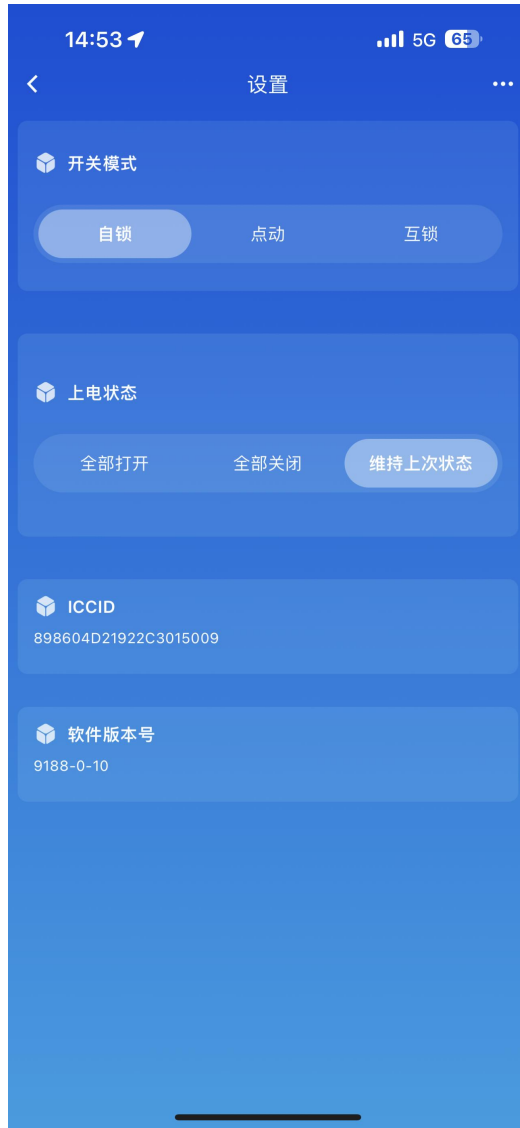 14:53
5G 65
设置
开关模式
自锁 点动 互锁
上电状态
全部打开 全部关闭 维持上次状态
ICCID
898604D21922C3015009
软件版本号
9188-0-10